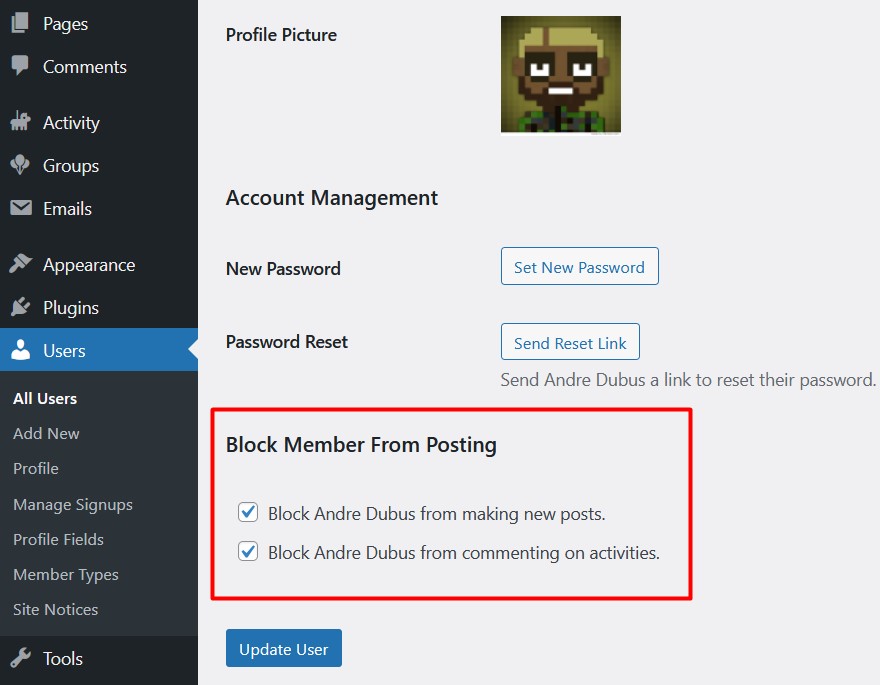 Pages
Comments
Activity
Groups
Emails
Appearance
Plugins
Users
All Users
Add New
Profile
Manage Signups
Profile Fields
Member Types
Site Notices
Tools
Profile Picture
Account Management
New Password
Set New Password
Password Reset
Send Reset Link
Send Andre Dubus a link to reset their password.
Block Member From Posting
Block Andre Dubus from making new posts.
Block Andre Dubus from commenting on activities.
Update User